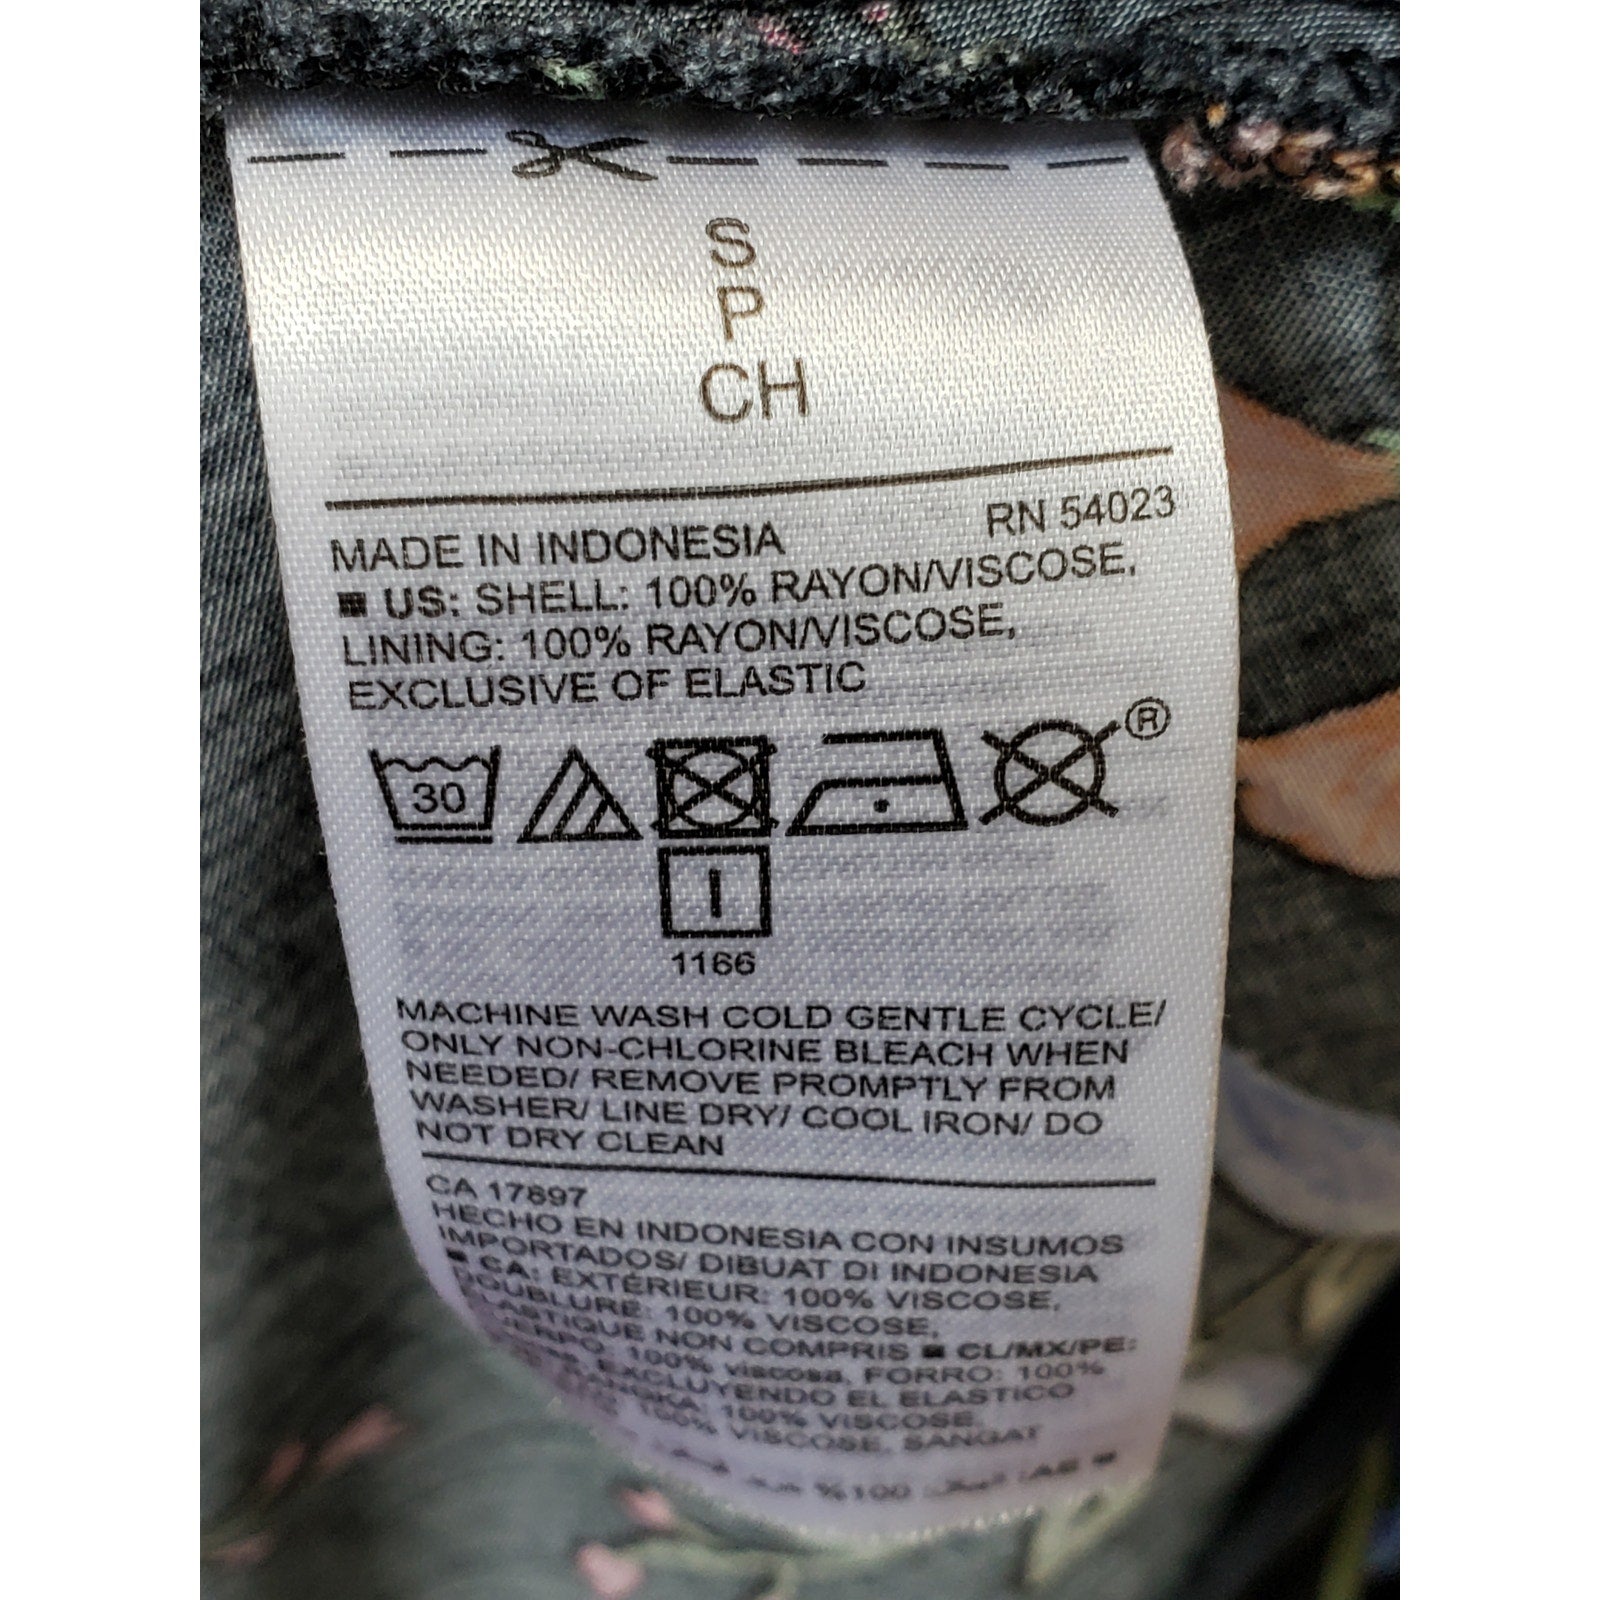 S
P
CH
RN 54023
MADE IN INDONESIA
■ US: SHELL: 100% RAYON/VISCOSE,
LINING: 100% RAYON/VISCOSE,
EXCLUSIVE OF ELASTIC
30
®
1166
MACHINE WASH COLD GENTLE CYCLE/
ONLY NON-CHLORINE BLEACH WHEN
NEEDED/ REMOVE PROMPTLY FROM
WASHER/ LINE DRY/ COOL IRON/ DO
NOT DRY CLEAN
CA 17897
HECHO EN INDONESIA CON INSUMOS
IMPORTADOS/ DIBUAT DI INDONESIA
■ CA: EXTÉRIEUR: 100% VISCOSE,
DOUBLURE: 100% VISCOSE,
ELASTIQUE NON COMPRIS ■ CL/MX/PE:
100% viscosa, FORRO: 100%
EXCLUYENDO EL ELASTICO
100% VISCOSE,
100% VISCOSE, SANGAT
%100